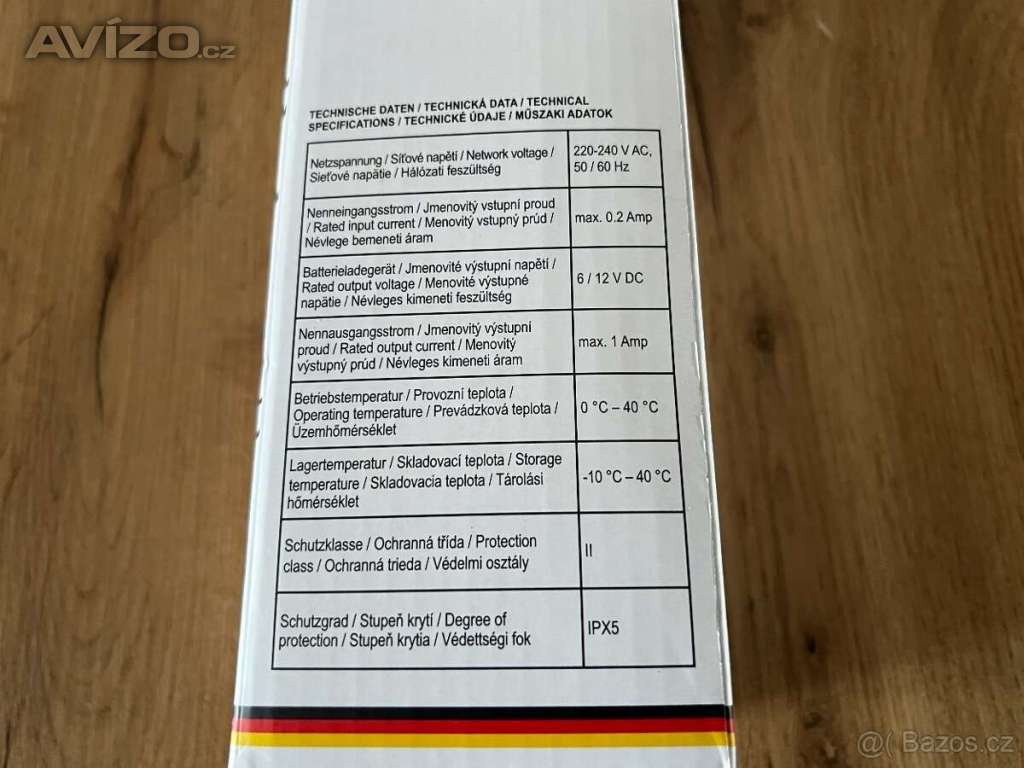 AVÍZO.cz
TECHNISCHE DATEN / TECHNICKÁ DATA / TECHNICAL
SPECIFICATIONS / TECHNICKÉ ÚDAJE / MŰSZAKI ADATOK
Netzspannung / Síťové napětí / Network voltage /
Sieťové napätie / Hálózati feszültség
220-240 V AC,
50 / 60 Hz
Nenneingangsstrom / Jmenovitý vstupní proud
/ Rated input current / Menovitý vstupný prúd /
Névlege bemeneti áram
max. 0.2 Amp
Batterieladegerät / Jmenovité výstupní napětí /
Rated output voltage / Menovité výstupné
napätie / Névleges kimeneti feszültség
6 / 12 V DC
Nennausgangsstrom / Jmenovitý výstupní
proud / Rated output current / Menovitý
výstupný prúd / Névleges kimeneti áram
max. 1 Amp
Betriebstemperatur / Provozní teplota /
Operating temperature / Prevádzková teplota /
Üzemhőmérséklet
0 °C – 40 °C
Lagertemperatur / Skladovací teplota / Storage
temperature / Skladovacia teplota / Tárolási
hőmérséklet
-10 °C – 40 °C
Schutzklasse / Ochranná třída / Protection
class / Ochranná trieda / Védelmi osztály
II
Schutzgrad / Stupeň krytí / Degree of
protection / Stupeň krytia / Védettségi fok
IPX5
@( Bazos.cz